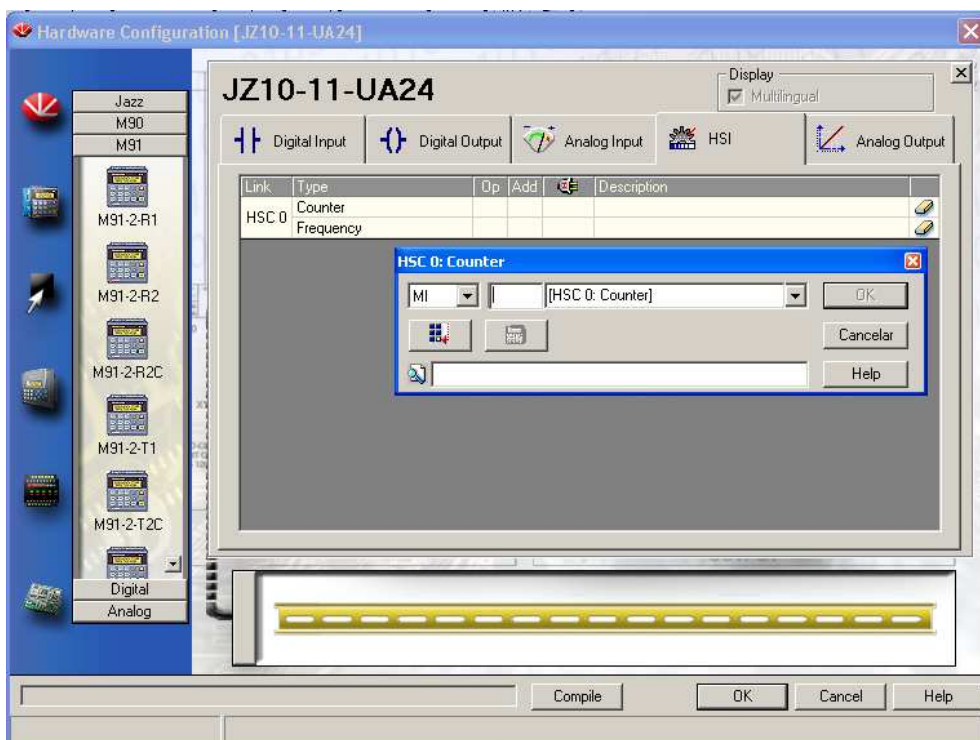 Hardware Configuration [JZ10-11-UA24]
JZ10-11-UA24
Display
Multilingual
Jazz
M90
M91
M91-2-R1
M91-2-R2
M91-2-R2C
M91-2-T1
M91-2-T2C
Digital
Analog
Digital Input
Digital Output
Analog Input
HSI
Analog Output
Link Type Op Add Description
HSC 0
Counter
Frequency
HSC 0: Counter
MI [HSC 0: Counter]
OK
Cancelar
Help
Compile OK Cancel Help